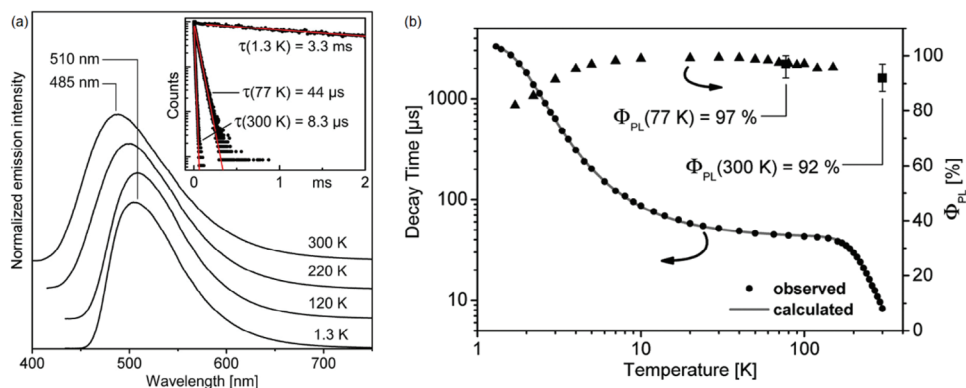 (a)
510 nm
485 nm
Normalized emission intensity
Counts
τ(1.3 K) = 3.3 ms
τ(77 K) = 44 µs
τ(300 K) = 8.3 µs
0 1 2
ms
300 K
220 K
120 K
1.3 K
400 500 600 700
Wavelength [nm]
(b)
Decay Time [µs]
1000
100
10
Φ_PL(77 K) = 97 %
Φ_PL(300 K) = 92 %
observed
calculated
1 10 100
Temperature [K]
100
80
60
40
20
0
Φ_PL [%]